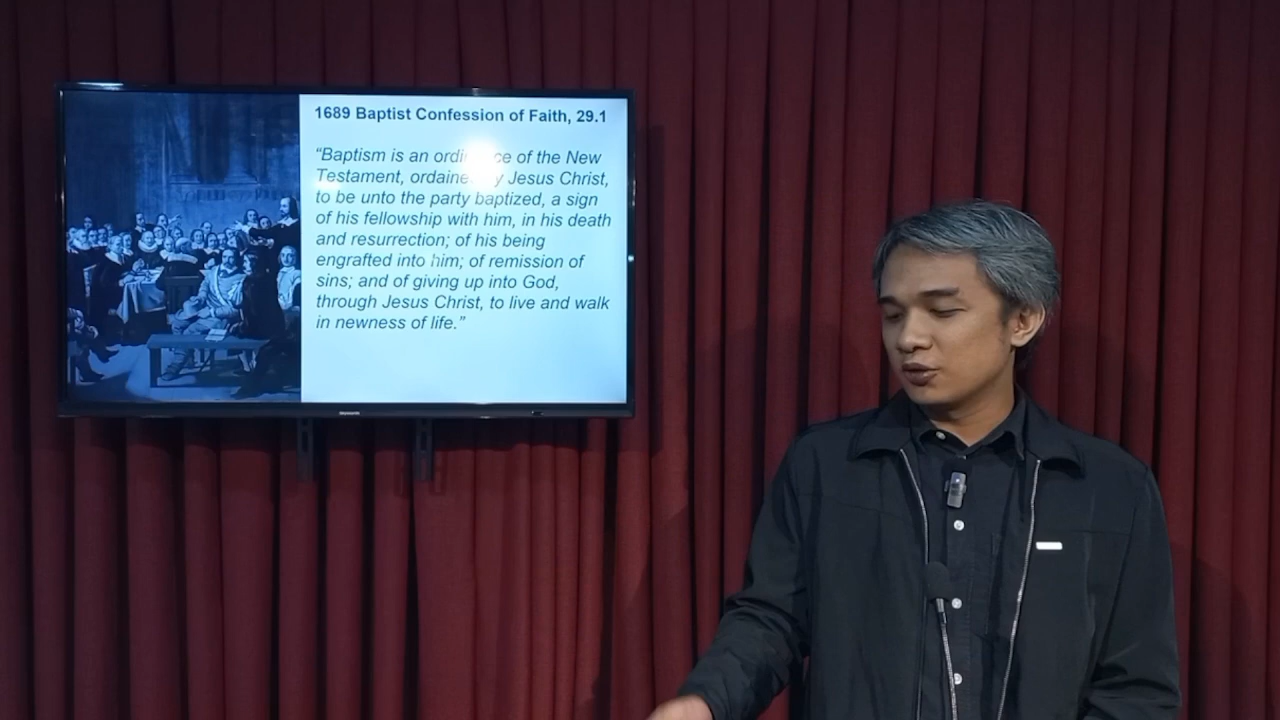 1689 Baptist Confession of Faith, 29.1
“Baptism is an of the New
Testament, Jesus Christ,
to be unto the party baptized, a sign
of his fellowship with him, in his death
and resurrection; of his being
engrafted into him; of remission of
sins; and of giving up into God,
through Jesus Christ, to live and walk
in newness of life.”